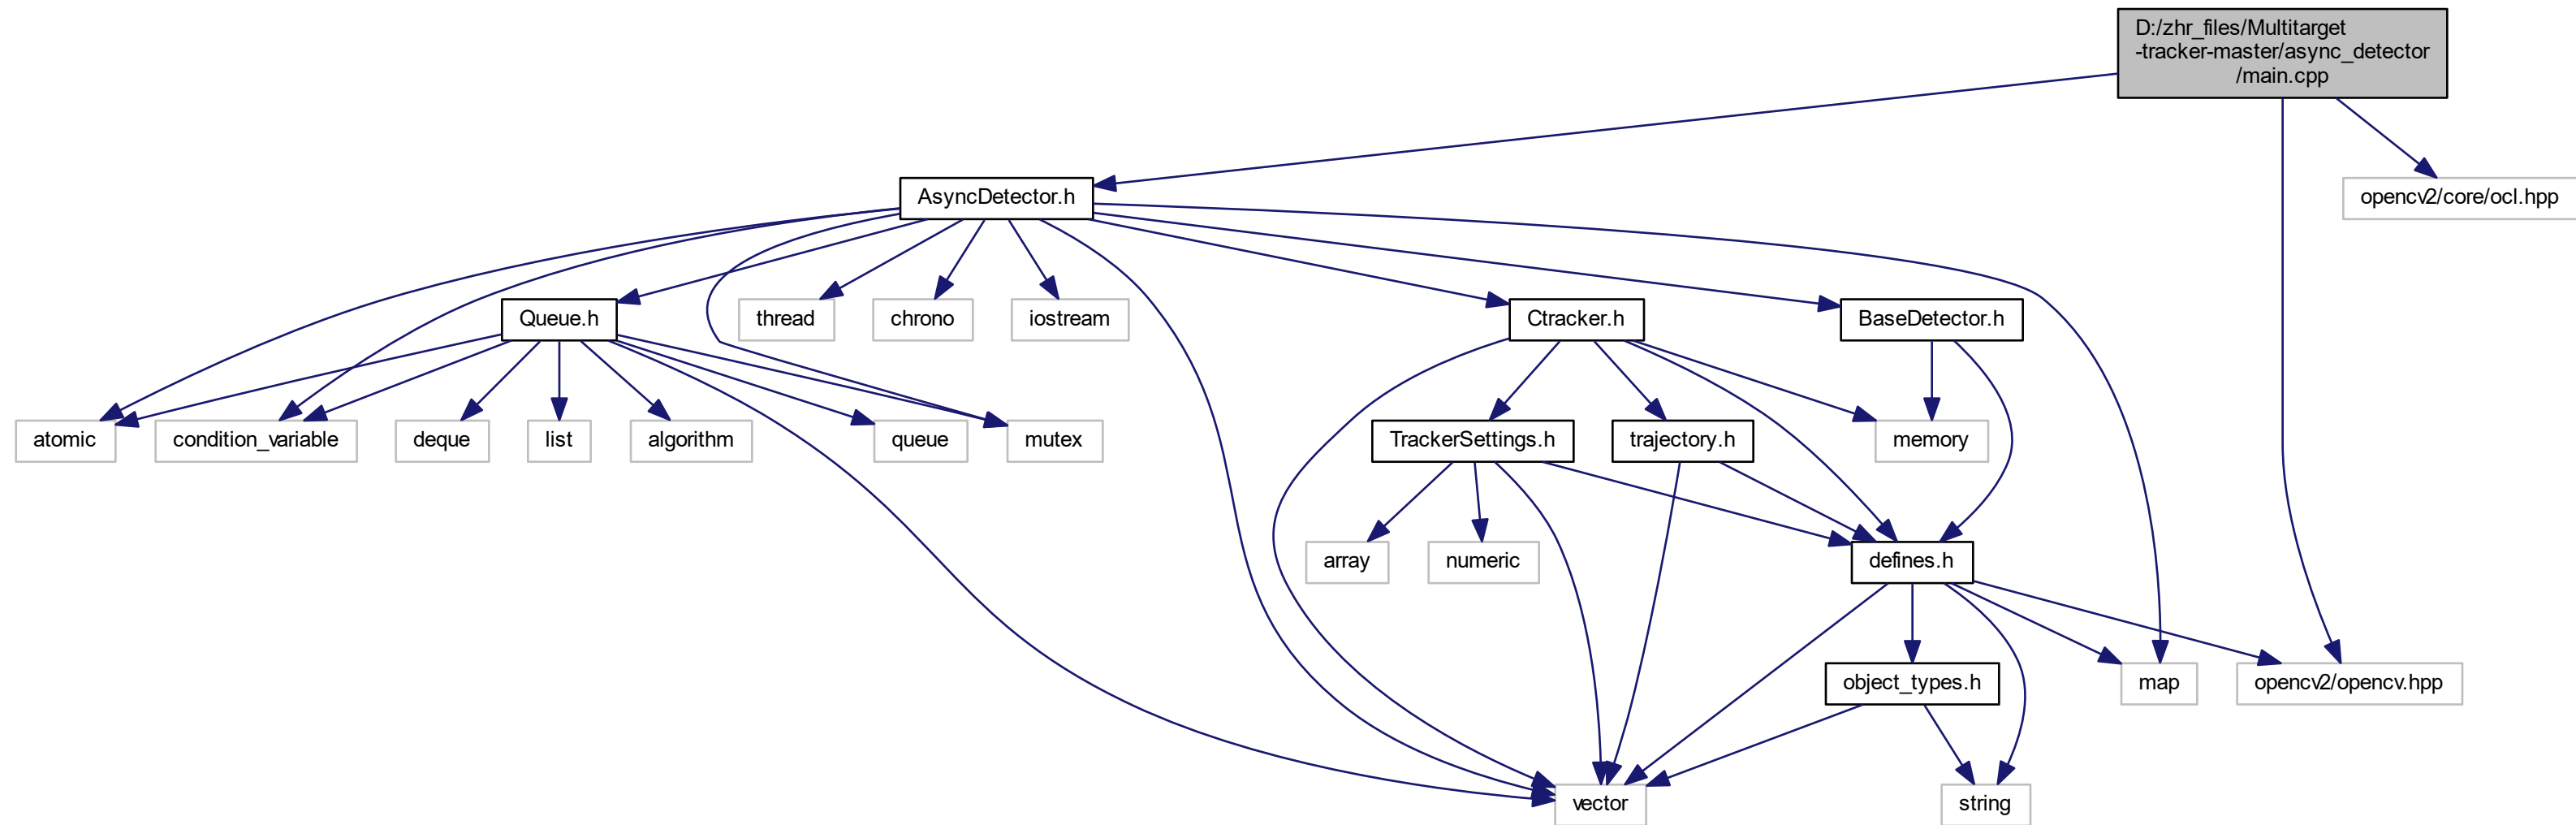 D:/zhr_files/Multitarget
-tracker-master/async_detector
/main.cpp
AsyncDetector.h
opencv2/core/ocl.hpp
Queue.h
thread
chrono
iostream
Ctracker.h
BaseDetector.h
atomic
condition_variable
deque
list
algorithm
queue
mutex
TrackerSettings.h
trajectory.h
memory
array
numeric
defines.h
object_types.h
map
opencv2/opencv.hpp
vector
string